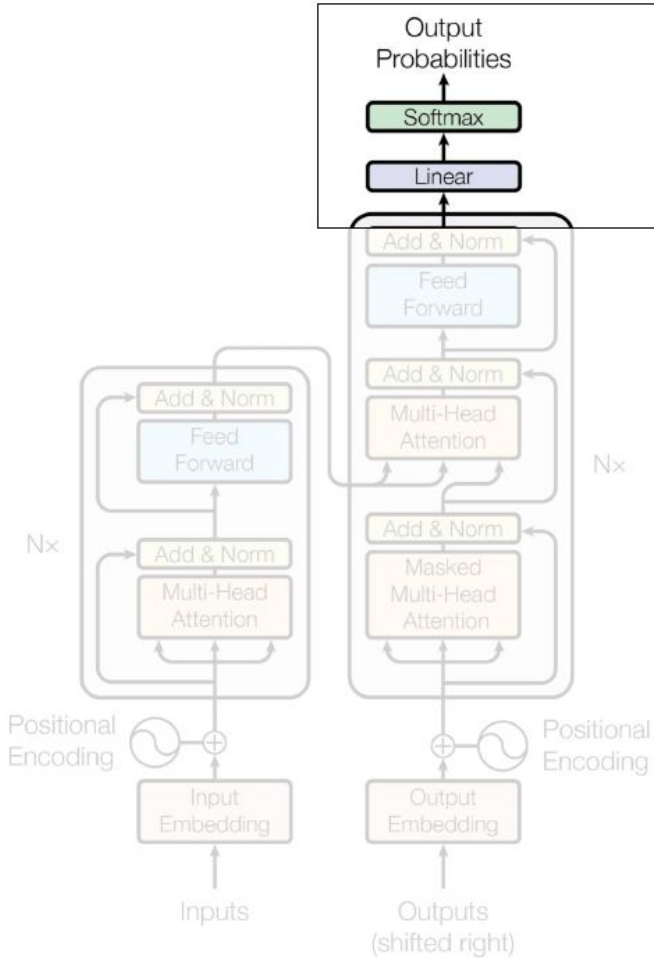 Output
Probabilities
Softmax
Linear
Add & Norm
Feed
Forward
Add & Norm
Multi-Head
Attention
Nx
Add & Norm
Masked
Multi-Head
Attention
Add & Norm
Feed
Forward
Nx
Add & Norm
Multi-Head
Attention
Positional
Encoding
Positional
Encoding
Input
Embedding
Output
Embedding
Inputs
Outputs
(shifted right)